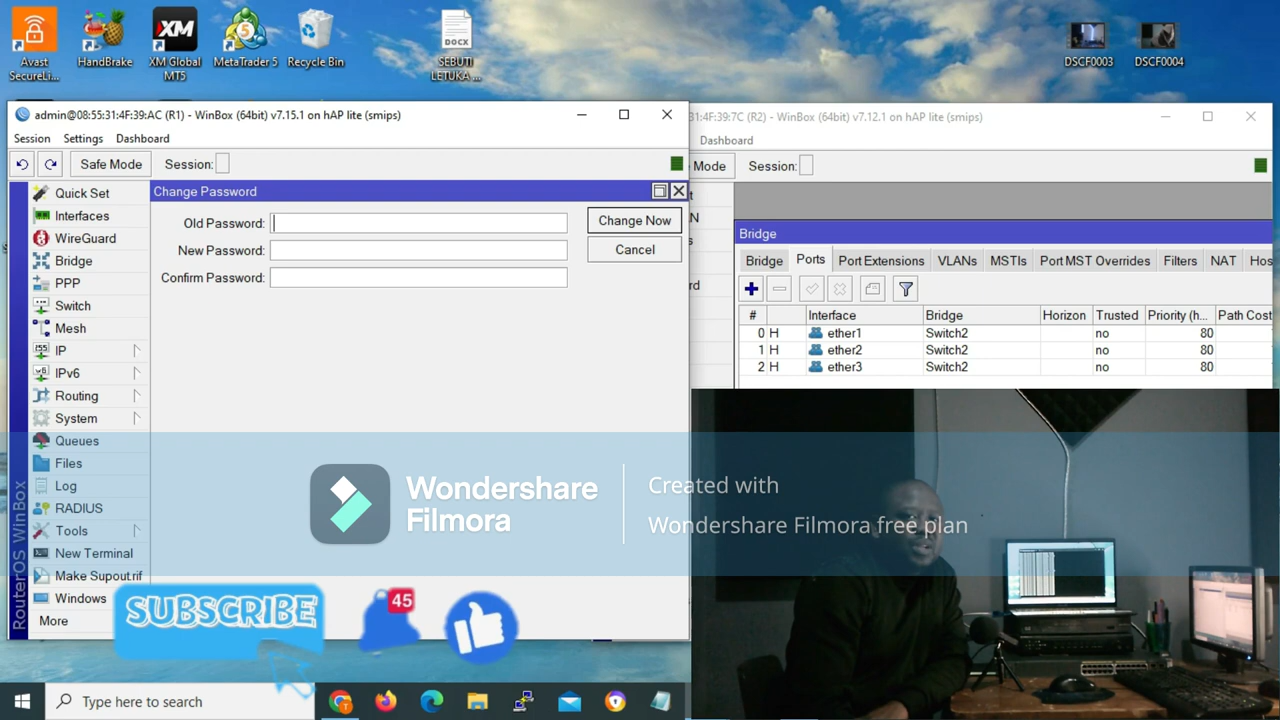 Avast
SecureLi...
HandBrake
XM
XM Global
MT5
5
MetaTrader 5
Recycle Bin
DOCX
SEBUTI
LETUKA ...
DSCF0003
DSCF0004
admin@08:55:31:4F:39:AC (R1) - WinBox (64bit) v7.15.1 on hAP lite (smips)
Session Settings Dashboard
Safe Mode Session:
Quick Set
Interfaces
WireGuard
Bridge
PPP
Switch
Mesh
IP
IPv6
Routing
System
Queues
Files
Log
RADIUS
Tools
New Terminal
Make Supout.rif
Windows
More
RouterOS WinBox
Change Password
Old Password:
New Password:
Confirm Password:
Change Now
Cancel
31:4F:39:7C (R2) - WinBox (64bit) v7.12.1 on hAP lite (smips)
Dashboard
Mode Session:
Bridge
Bridge Ports Port Extensions VLANs MSTIs Port MST Overrides Filters NAT Hos
# Interface Bridge Horizon Trusted Priority (h... Path Cost
0 H ether1 Switch2 no 80
1 H ether2 Switch2 no 80
2 H ether3 Switch2 no 80
Wondershare
Filmora
Created with
Wondershare Filmora free plan
SUBSCRIBE
45
Type here to search